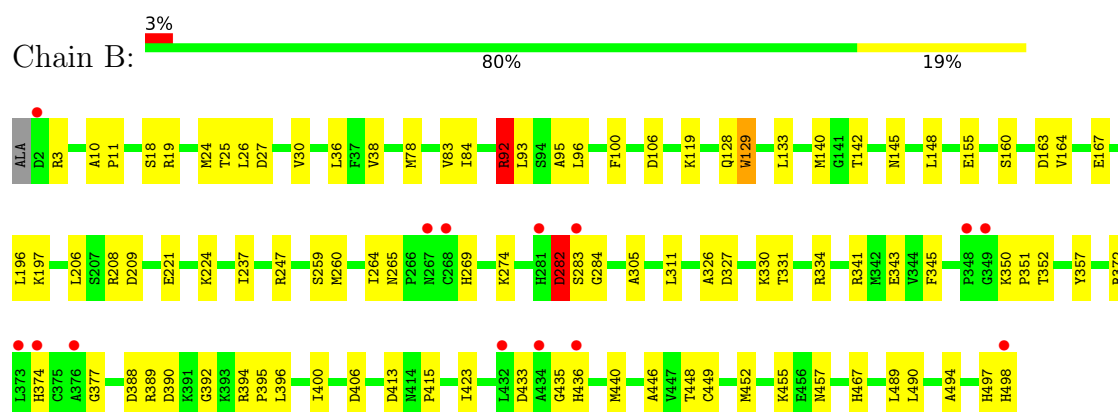 3%
Chain B:
80% 19%
ALA D2 R3 A10 P11 S18 R19 M24 T25 L26 D27 V30 L36 F37 V38 M78 V83 I84 R92 L93 S94 A95 L96 F100 D106 K119 Q128 W129 L133 M140 G141 T142 N145 L148 E155 S160 D163 V164 E167
L196 K197 L206 S207 R208 D209 E221 K224 I237 R247 S259 M260 I264 N265 P266 N267 C268 H269 K274 H281 D282 S283 G284 A305 L311 A326 D327 K330 T331 R334 R341 M342 E343 V344 F345 P348 G349 K350 P351 T352 Y357
L373 H374 C375 A376 G377 D388 R389 D390 K391 G392 K393 R394 P395 L396 I400 D406 D413 N414 P415 I423 L432 D433 A434 G435 H436 M440 A446 V447 T448 C449 M452 K455 E456 N457 H467 L489 L490 A494 H497 H498